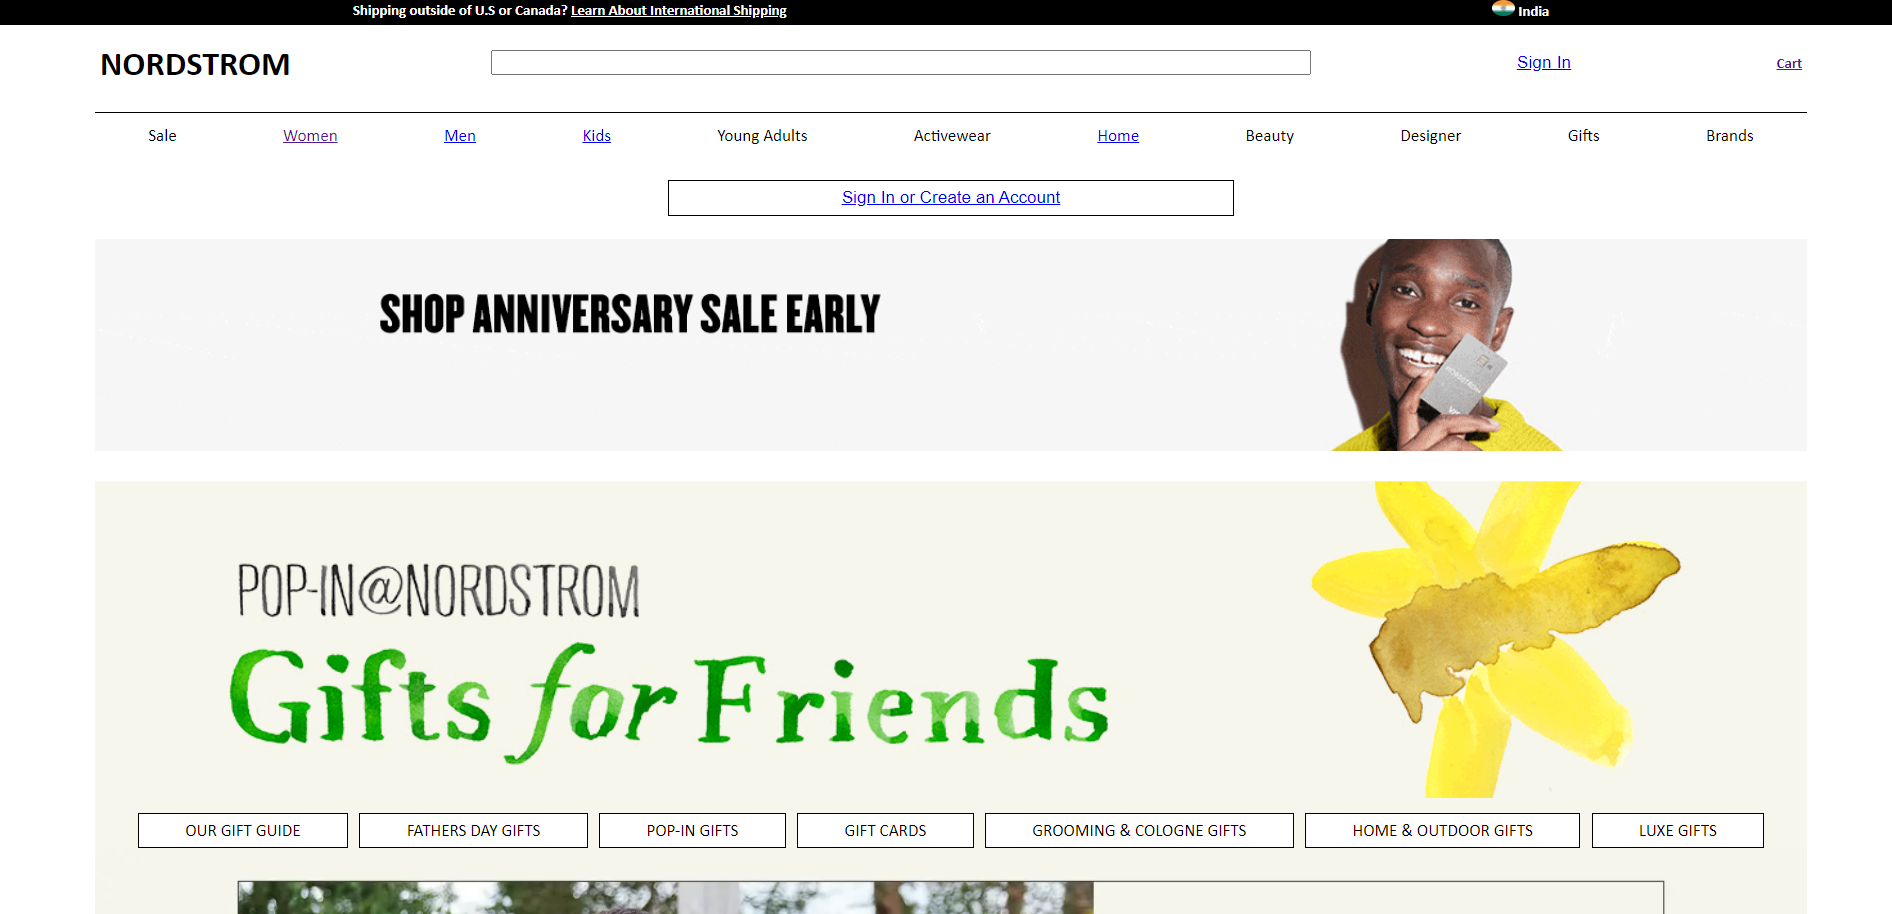 Shipping outside of U.S or Canada? Learn About International Shipping
India
NORDSTROM
Sign In
Cart
Sale Women Men Kids Young Adults Activewear Home Beauty Designer Gifts Brands
Sign In or Create an Account
SHOP ANNIVERSARY SALE EARLY
NORDSTROM
POP-IN@NORDSTROM
Gifts for Friends
OUR GIFT GUIDE FATHERS DAY GIFTS POP-IN GIFTS GIFT CARDS GROOMING & COLOGNE GIFTS HOME & OUTDOOR GIFTS LUXE GIFTS